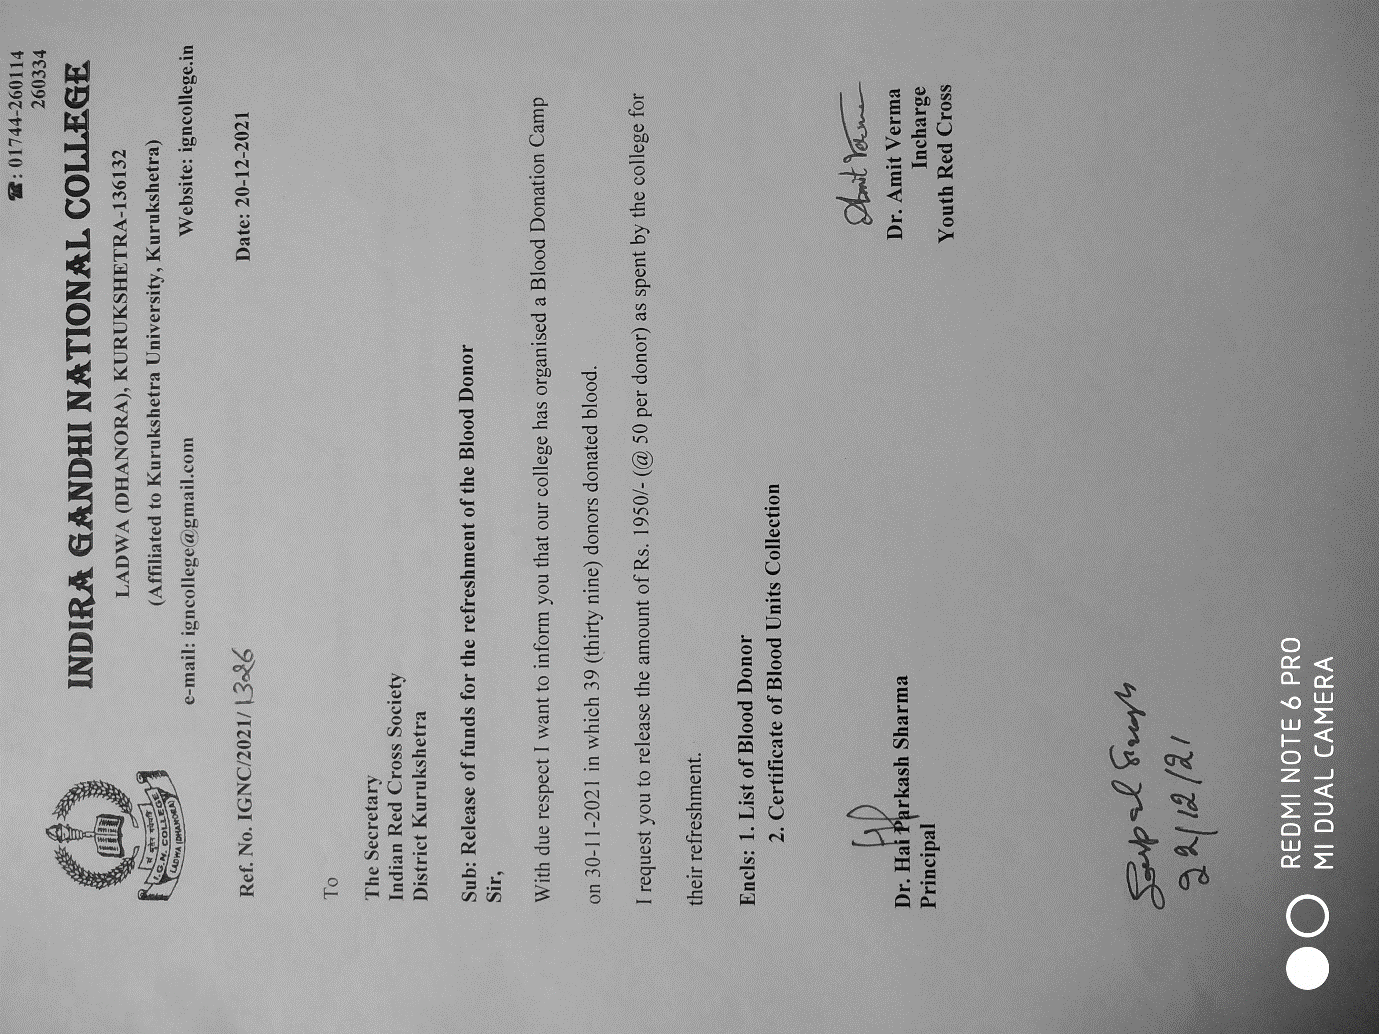 ☎: 01744-260114
260334
INDIRA GANDHI NATIONAL COLLEGE
LADWA (DHANORA), KURUKSHETRA-136132
(Affiliated to Kurukshetra University, Kurukshetra)
e-mail: igncollege@gmail.com Website: igncollege.in
I.G.N. COLLEGE
LADWA (DHANORA)
Ref. No. IGNC/2021/ 1326 Date: 20-12-2021
To
The Secretary
Indian Red Cross Society
District Kurukshetra
Sub: Release of funds for the refreshment of the Blood Donor
Sir,
With due respect I want to inform you that our college has organised a Blood Donation Camp
on 30-11-2021 in which 39 (thirty nine) donors donated blood.
I request you to release the amount of Rs. 1950/- (@ 50 per donor) as spent by the college for
their refreshment.
Encls: 1. List of Blood Donor
2. Certificate of Blood Units Collection
Amit Verma
Dr. Hai Parkash Sharma Dr. Amit Verma
Principal Incharge
Youth Red Cross
22/12/21
REDMI NOTE 6 PRO
MI DUAL CAMERA